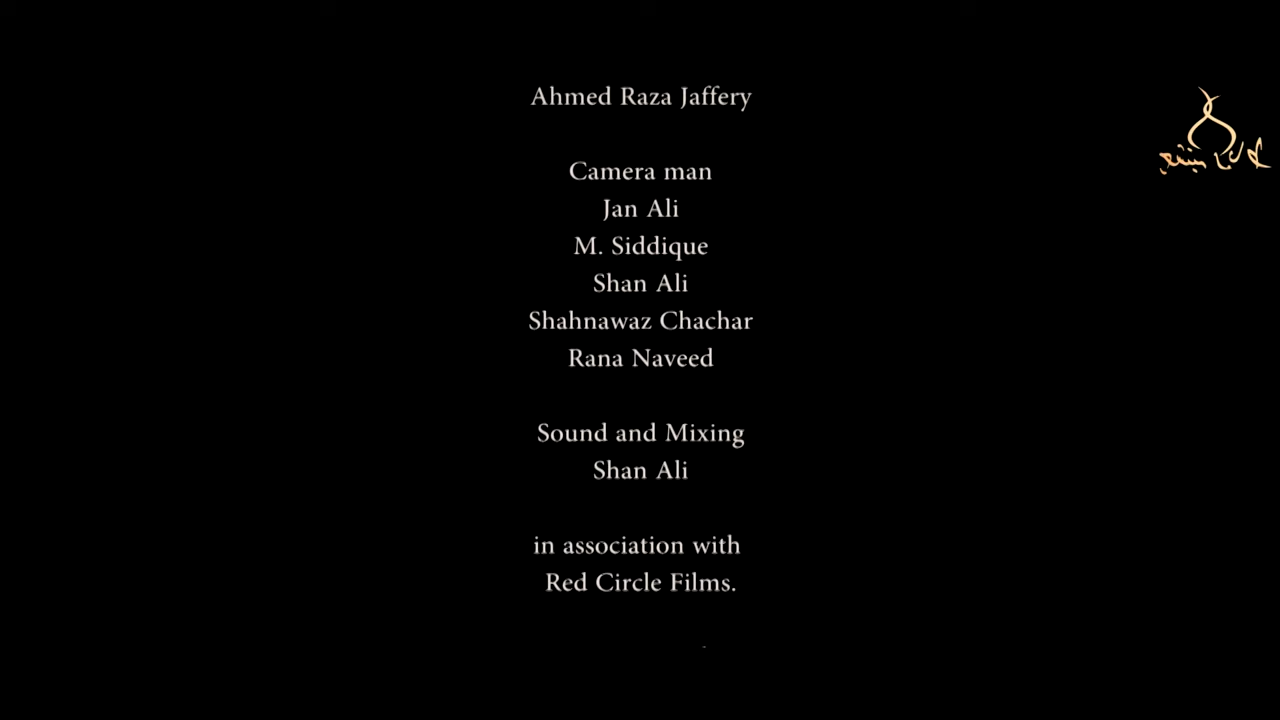 Ahmed Raza Jaffery
Camera man
Jan Ali
M. Siddique
Shan Ali
Shahnawaz Chachar
Rana Naveed
Sound and Mixing
Shan Ali
in association with
Red Circle Films.